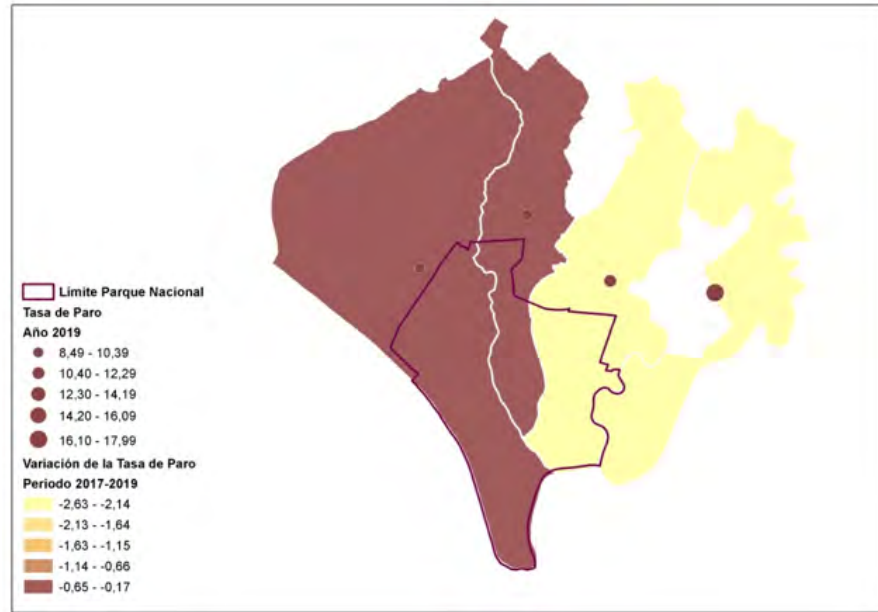 Límite Parque Nacional
Tasa de Paro
Año 2019
8,49 - 10,39
10,40 - 12,29
12,30 - 14,19
14,20 - 16,09
16,10 - 17,99
Variación de la Tasa de Paro
Periodo 2017-2019
-2,63 - -2,14
-2,13 - -1,64
-1,63 - -1,15
-1,14 - -0,66
-0,65 - -0,17